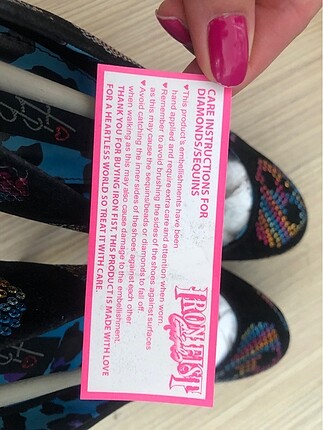 CARE INSTRUCTIONS FOR
DIAMONDS/SEQUINS
♥ This product's embellishments have been
hand applied and require extra care and attention when worn.
♥ Remember to avoid brushing the sides of the shoes against surfaces
as this may cause the sequins/beads or diamonds to fall off.
♥ Avoid catching the inner sides of the shoes against each other
when walking as this may also cause damage to the embellishment.
THANK YOU FOR BUYING IRON FIST. THIS PRODUCT IS MADE WITH LOVE
FOR A HEARTLESS WORLD SO TREAT IT WITH CARE.
IRON FIST